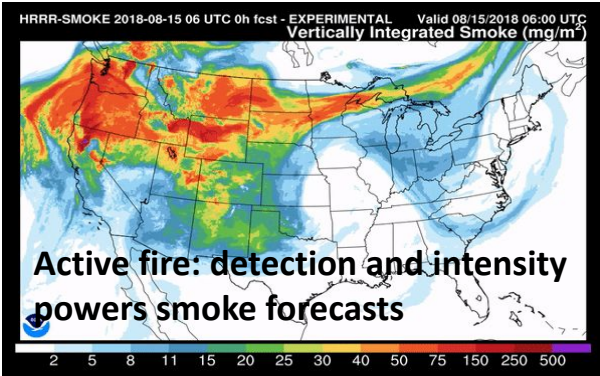 HRRR-SMOKE 2018-08-15 06 UTC 0h fcst - EXPERIMENTAL Valid 08/15/2018 06:00 UTC
Vertically Integrated Smoke (mg/m²)
Active fire: detection and intensity
powers smoke forecasts
2 5 8 11 15 20 25 30 40 50 75 150 250 500